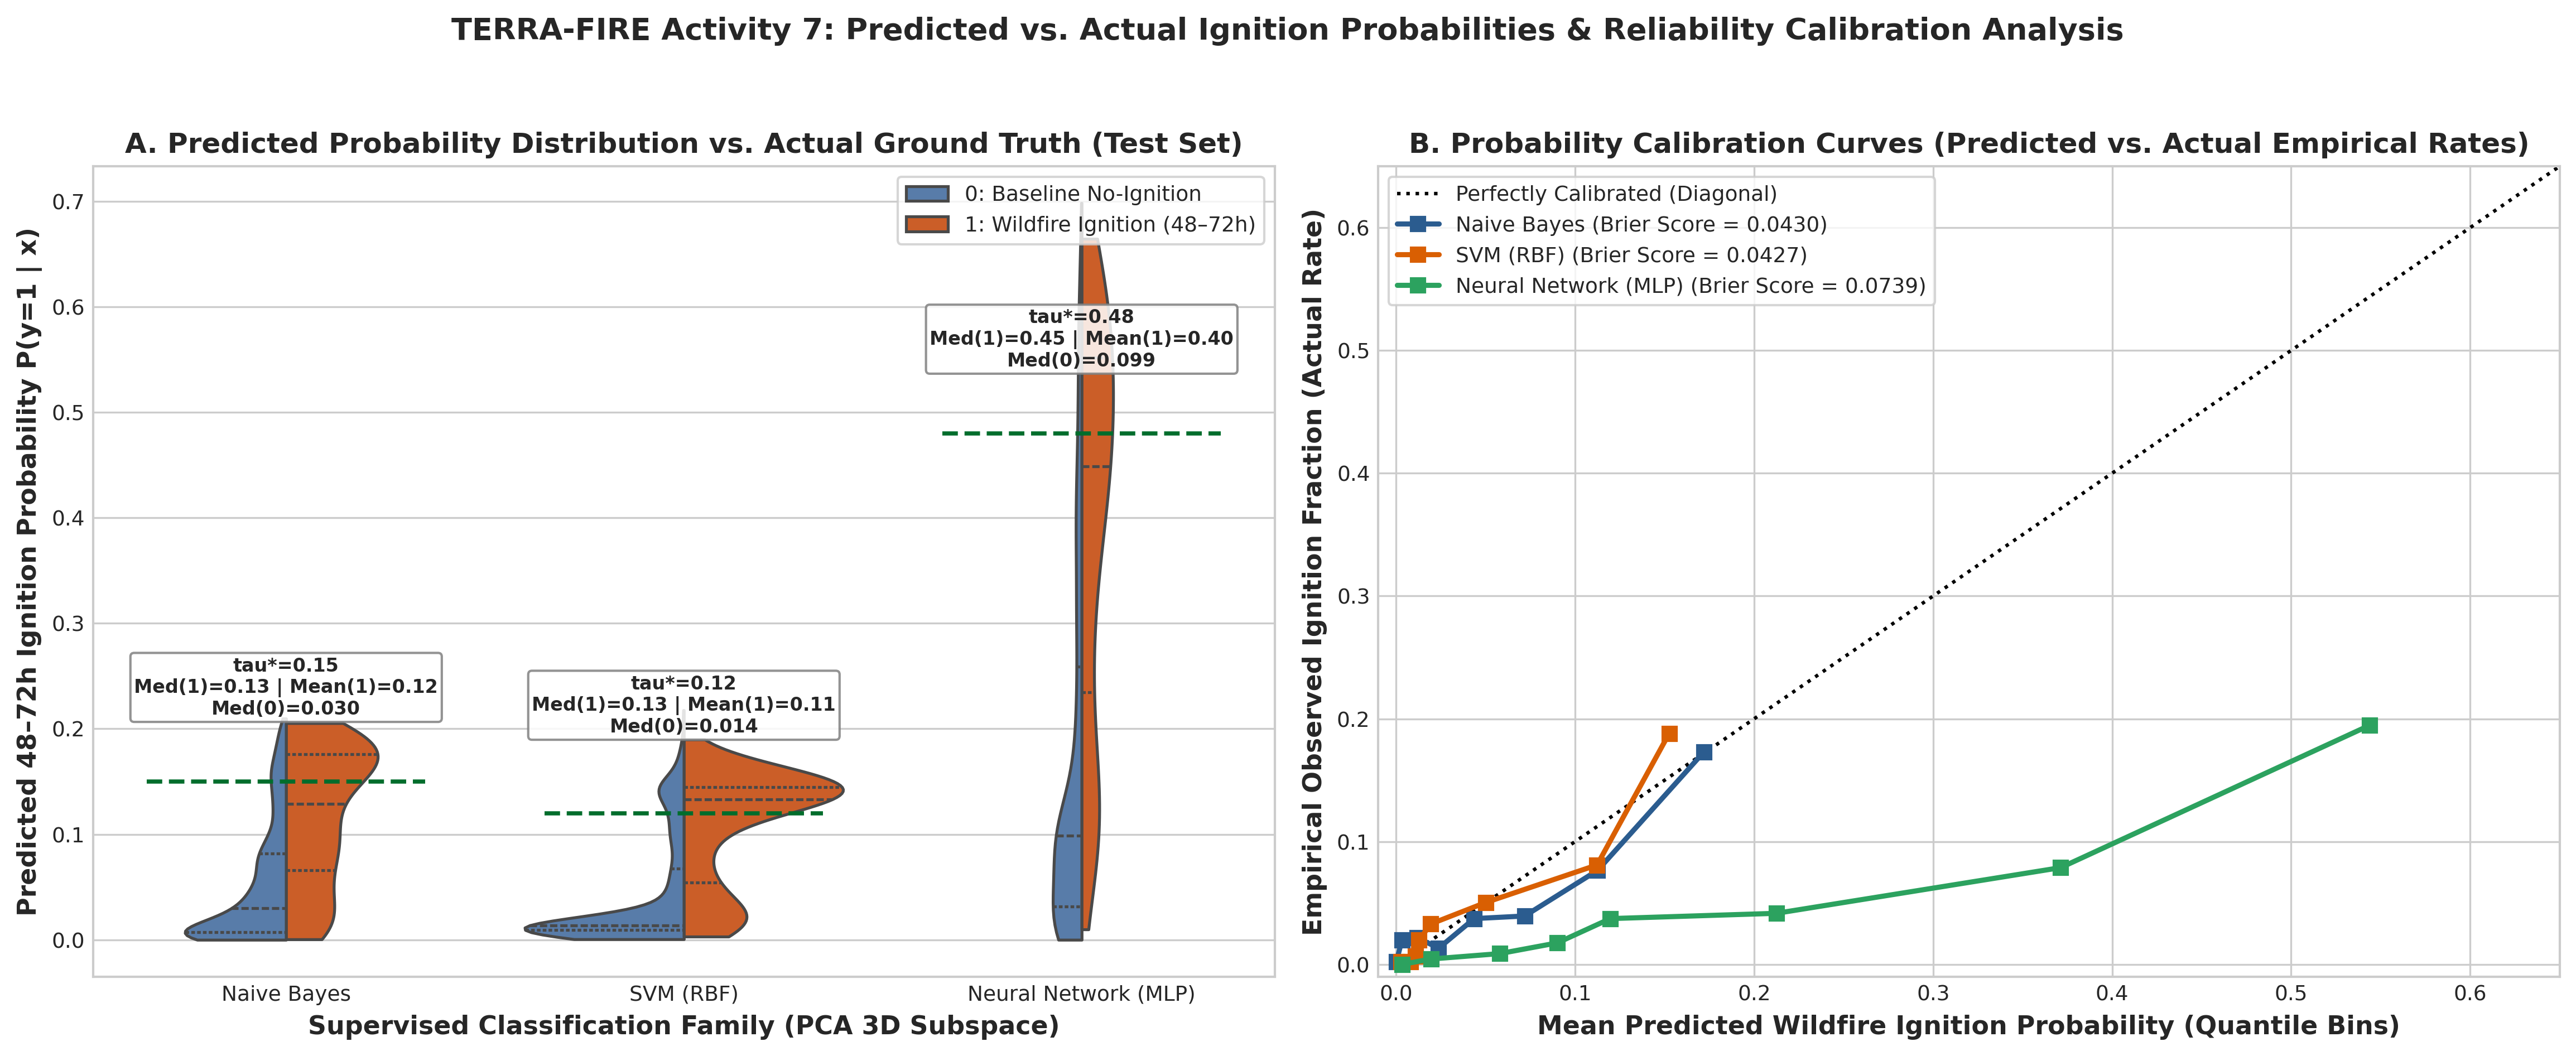 TERRA-FIRE Activity 7: Predicted vs. Actual Ignition Probabilities & Reliability Calibration Analysis
A. Predicted Probability Distribution vs. Actual Ground Truth (Test Set)
Predicted 48–72h Ignition Probability P(y=1 | x)
0.7
0.6
0.5
0.4
0.3
0.2
0.1
0.0
0: Baseline No-Ignition
1: Wildfire Ignition (48–72h)
tau*=0.15
Med(1)=0.13 | Mean(1)=0.12
Med(0)=0.030
tau*=0.12
Med(1)=0.13 | Mean(1)=0.11
Med(0)=0.014
tau*=0.48
Med(1)=0.45 | Mean(1)=0.40
Med(0)=0.099
Naive Bayes
SVM (RBF)
Neural Network (MLP)
Supervised Classification Family (PCA 3D Subspace)
B. Probability Calibration Curves (Predicted vs. Actual Empirical Rates)
Empirical Observed Ignition Fraction (Actual Rate)
0.6
0.5
0.4
0.3
0.2
0.1
0.0
Perfectly Calibrated (Diagonal)
Naive Bayes (Brier Score = 0.0430)
SVM (RBF) (Brier Score = 0.0427)
Neural Network (MLP) (Brier Score = 0.0739)
0.0
0.1
0.2
0.3
0.4
0.5
0.6
Mean Predicted Wildfire Ignition Probability (Quantile Bins)